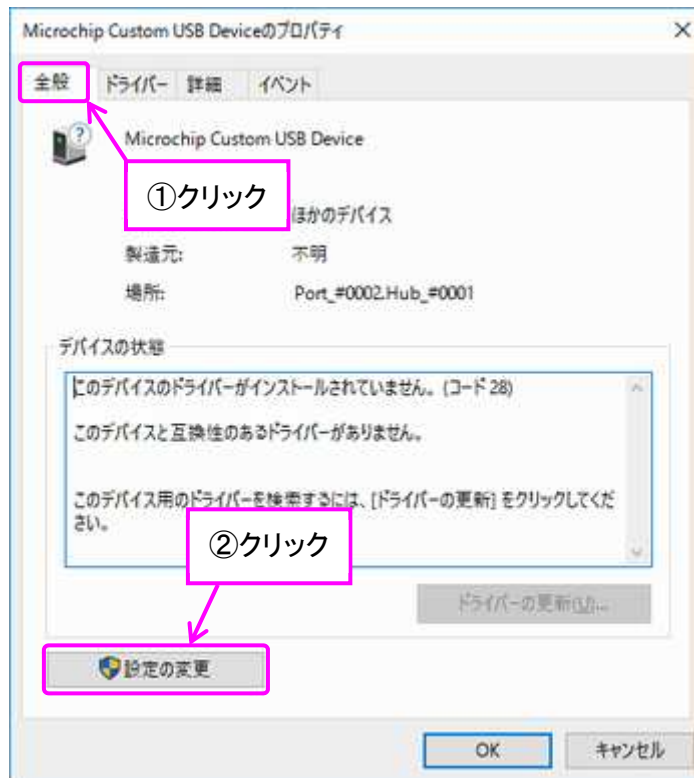 Microchip Custom USB Deviceのプロパティ
全般 ドライバー 詳細 イベント
Microchip Custom USB Device
①クリック
ほかのデバイス
製造元: 不明
場所: Port_#0002.Hub_#0001
デバイスの状態
このデバイスのドライバーがインストールされていません。(コード 28)
このデバイスと互換性のあるドライバーがありません。
このデバイス用のドライバーを検索するには、[ドライバーの更新] をクリックしてくだ
さい。
②クリック
ドライバーの更新(U)...
設定の変更
OK キャンセル